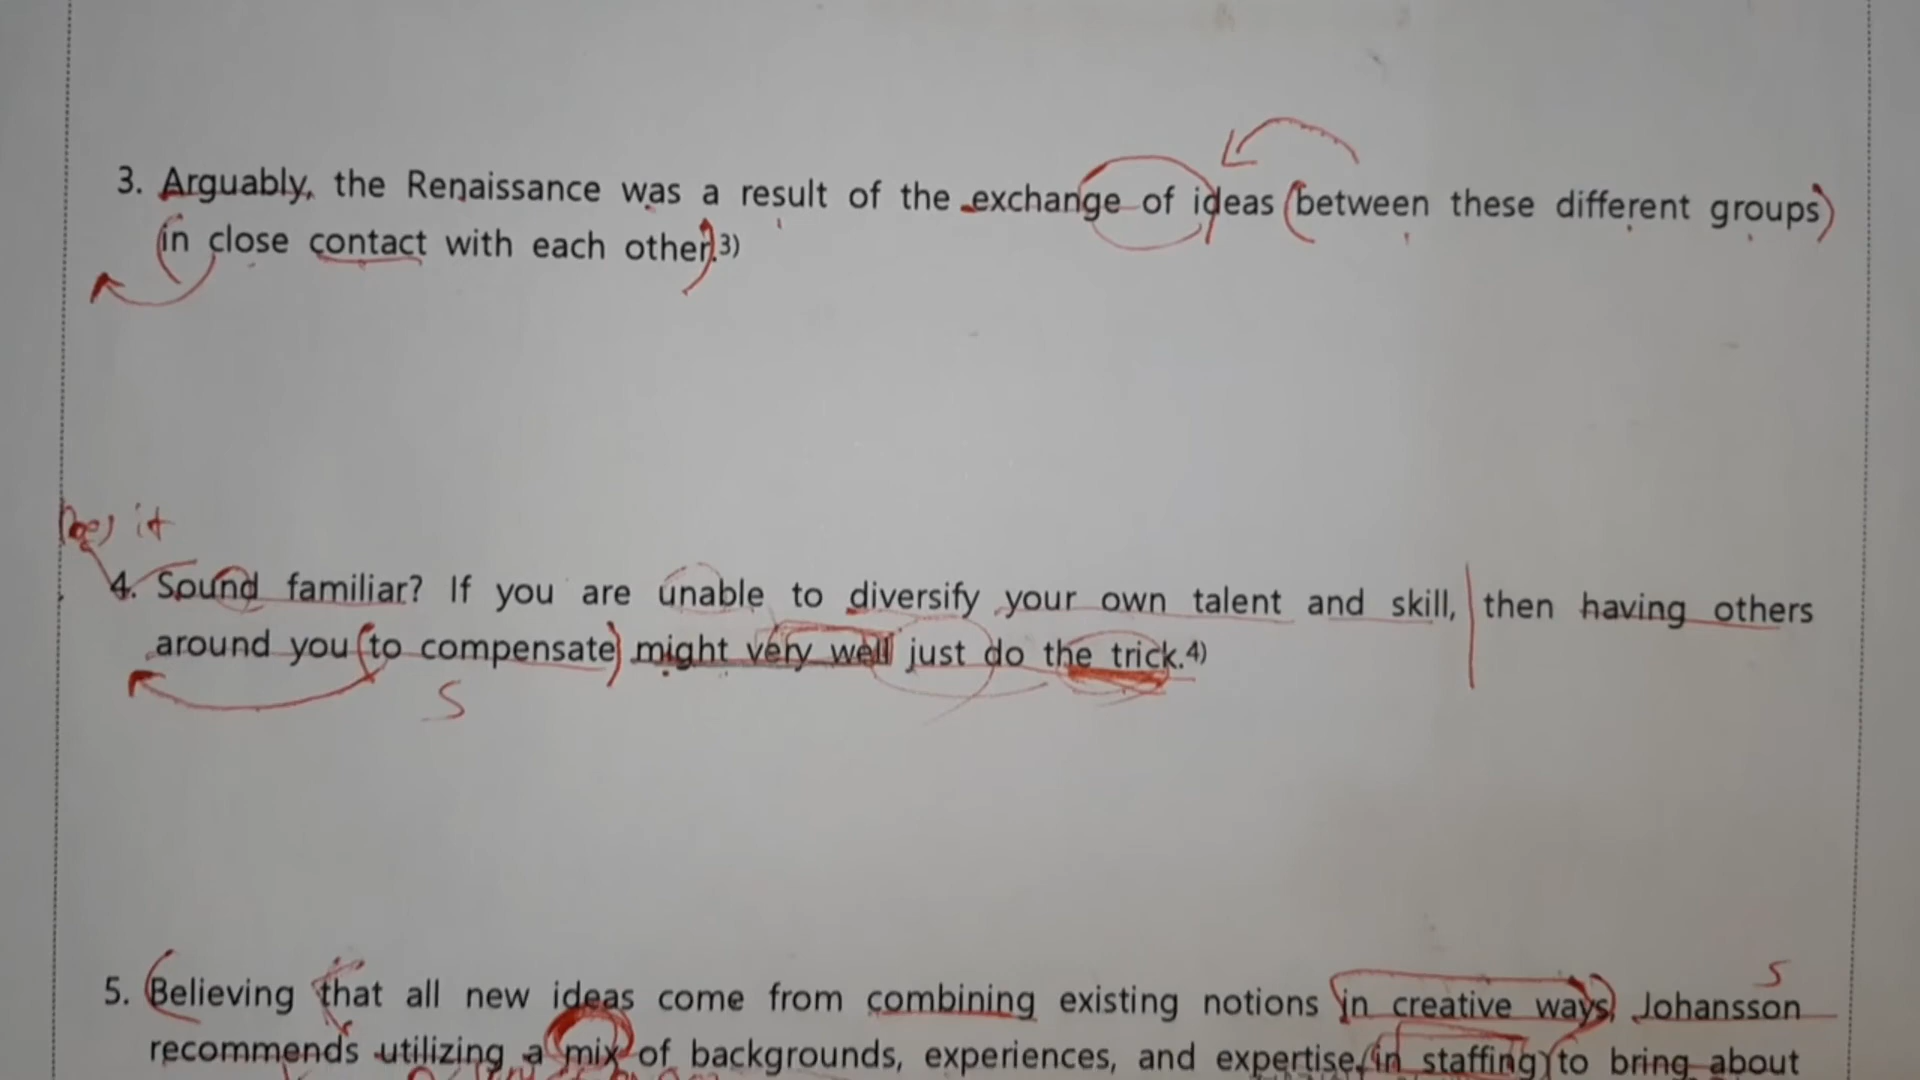 3. Arguably, the Renaissance was a result of the exchange of ideas between these different groups
in close contact with each other.3)
Does it
4. Sound familiar? If you are unable to diversify your own talent and skill, then having others
around you to compensate might very well just do the trick.4)
S
S
5. Believing that all new ideas come from combining existing notions in creative ways, Johansson
recommends utilizing a mix of backgrounds, experiences, and expertise in staffing to bring about